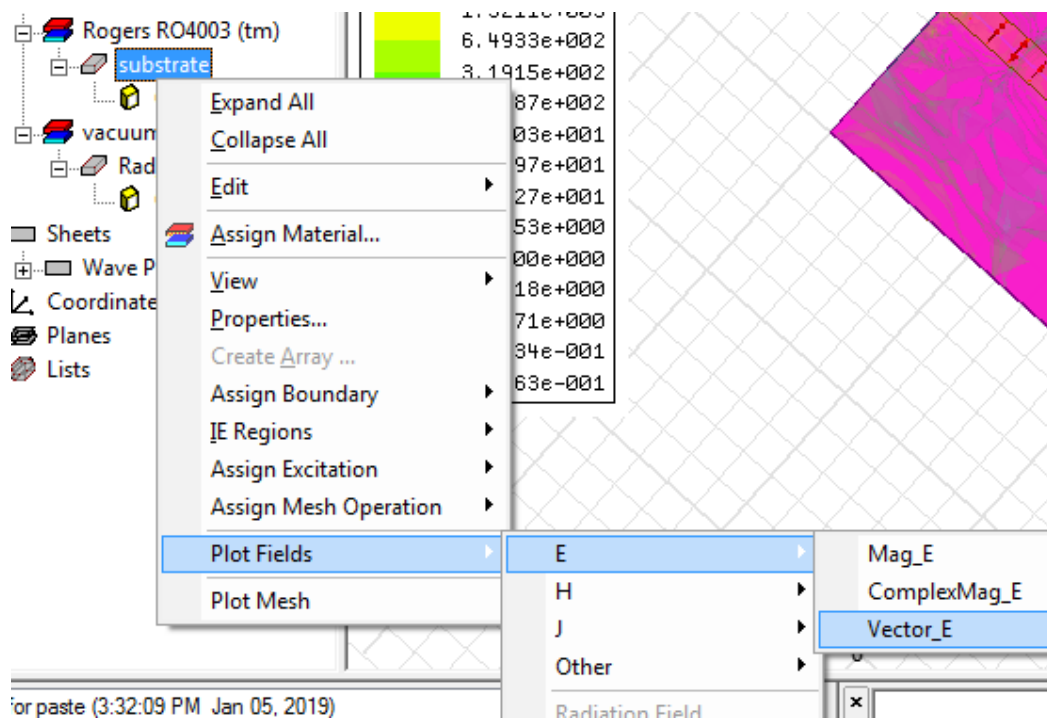 Rogers RO4003 (tm)
substrate
vacuum
Rad
Sheets
Wave P
Coordinate
Planes
Lists
6.4933e+002
3.1915e+002
87e+002
03e+001
97e+001
27e+001
53e+000
00e+000
18e+000
71e+000
34e-001
63e-001
Expand All
Collapse All
Edit
Assign Material...
View
Properties...
Create Array ...
Assign Boundary
IE Regions
Assign Excitation
Assign Mesh Operation
Plot Fields
Plot Mesh
E
H
J
Other
Radiation Field
Mag_E
ComplexMag_E
Vector_E
for paste (3:32:09 PM Jan 05, 2019)